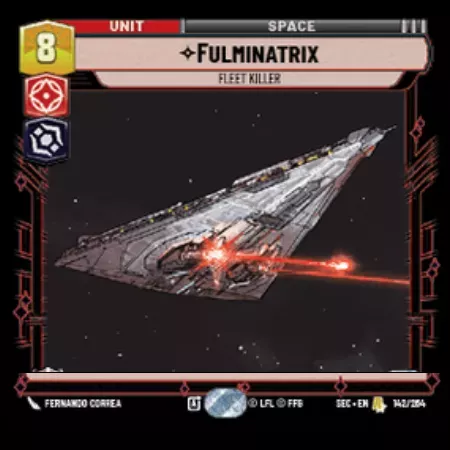 8
UNIT
SPACE
FULMINATRIX
FLEET KILLER
FERNANDO CORREA
© LFL © FFG
SEC • EN
142/264